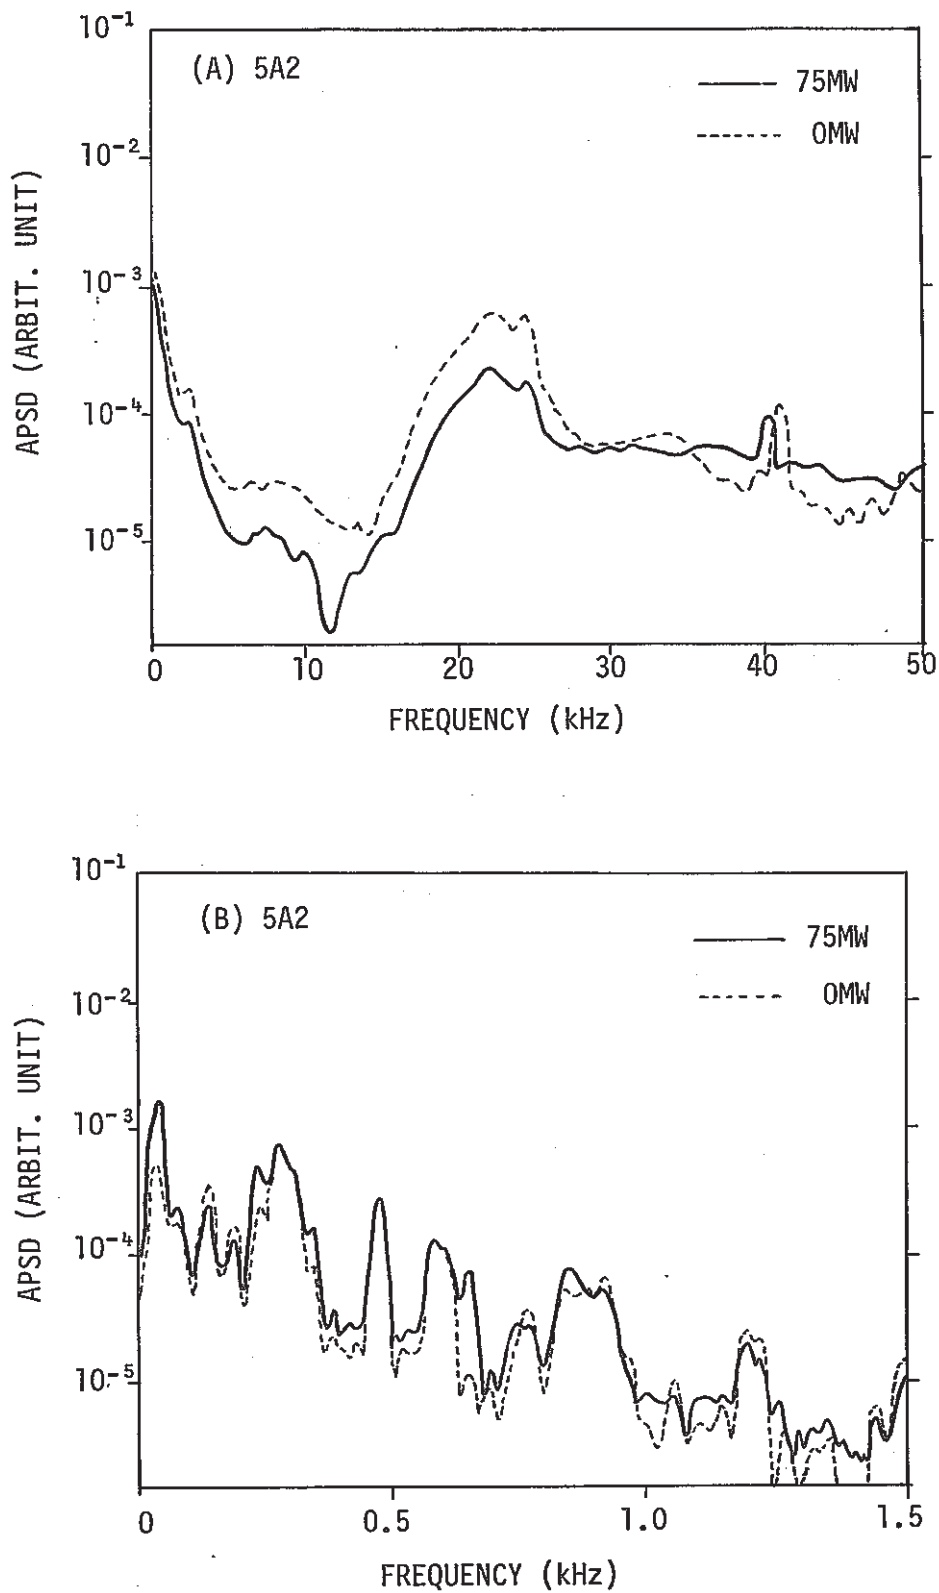 10⁻¹
(A) 5A2
75MW
0MW
10⁻²
10⁻³
10⁻⁴
10⁻⁵
APSD (ARBIT. UNIT)
0 10 20 30 40 50
FREQUENCY (kHz)
10⁻¹
(B) 5A2
75MW
0MW
10⁻²
10⁻³
10⁻⁴
10⁻⁵
APSD (ARBIT. UNIT)
0 0.5 1.0 1.5
FREQUENCY (kHz)